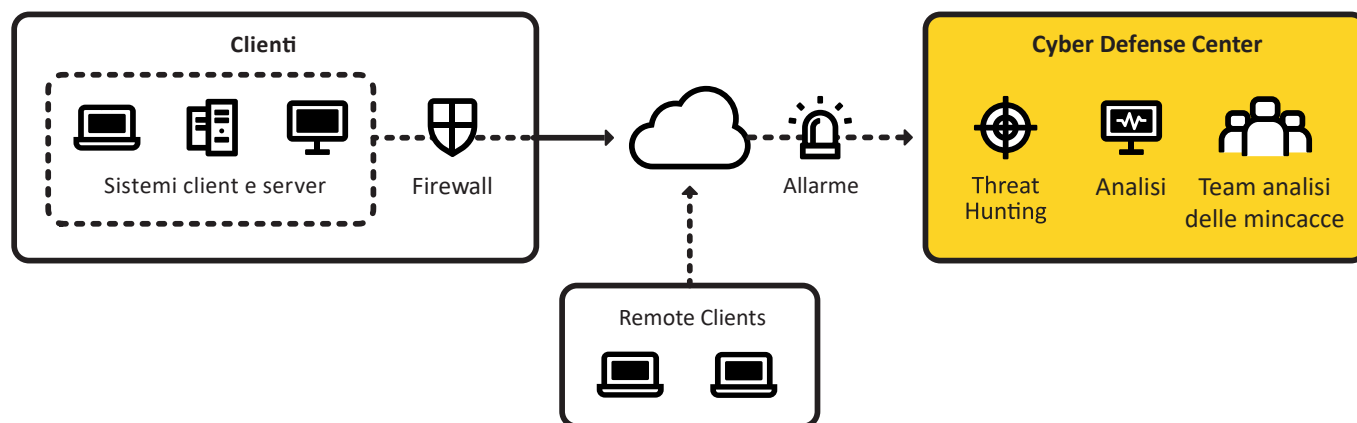 Clienti
Sistemi client e server
Firewall
Allarme
Remote Clients
Cyber Defense Center
Threat
Hunting
Analisi
Team analisi
delle mincacce